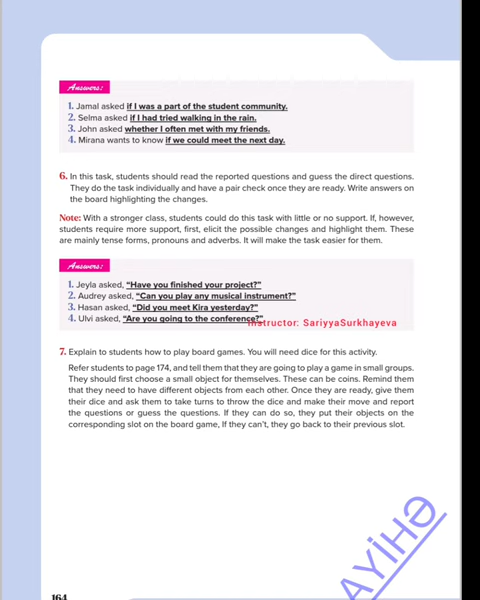 Answers:
1. Jamal asked if I was a part of the student community.
2. Selma asked if I had tried walking in the rain.
3. John asked whether I often met with my friends.
4. Mirana wants to know if we could meet the next day.
6. In this task, students should read the reported questions and guess the direct questions.
They do the task individually and have a pair check once they are ready. Write answers on
the board highlighting the changes.
Note: With a stronger class, students could do this task with little or no support. If, however,
students require more support, first, elicit the possible changes and highlight them. These
are mainly tense forms, pronouns and adverbs. It will make the task easier for them.
Answers:
1. Jeyla asked, “Have you finished your project?”
2. Audrey asked, “Can you play any musical instrument?”
3. Hasan asked, “Did you meet Kira yesterday?”
4. Ulvi asked, “Are you going to the conference?”
Instructor: SariyyaSurkhayeva
7. Explain to students how to play board games. You will need dice for this activity.
Refer students to page 174, and tell them that they are going to play a game in small groups.
They should first choose a small object for themselves. These can be coins. Remind them
that they need to have different objects from each other. Once they are ready, give them
their dice and ask them to take turns to throw the dice and make their move and report
the questions or guess the questions. If they can do so, they put their objects on the
corresponding slot on the board game, If they can’t, they go back to their previous slot.
AYİHƏ
164